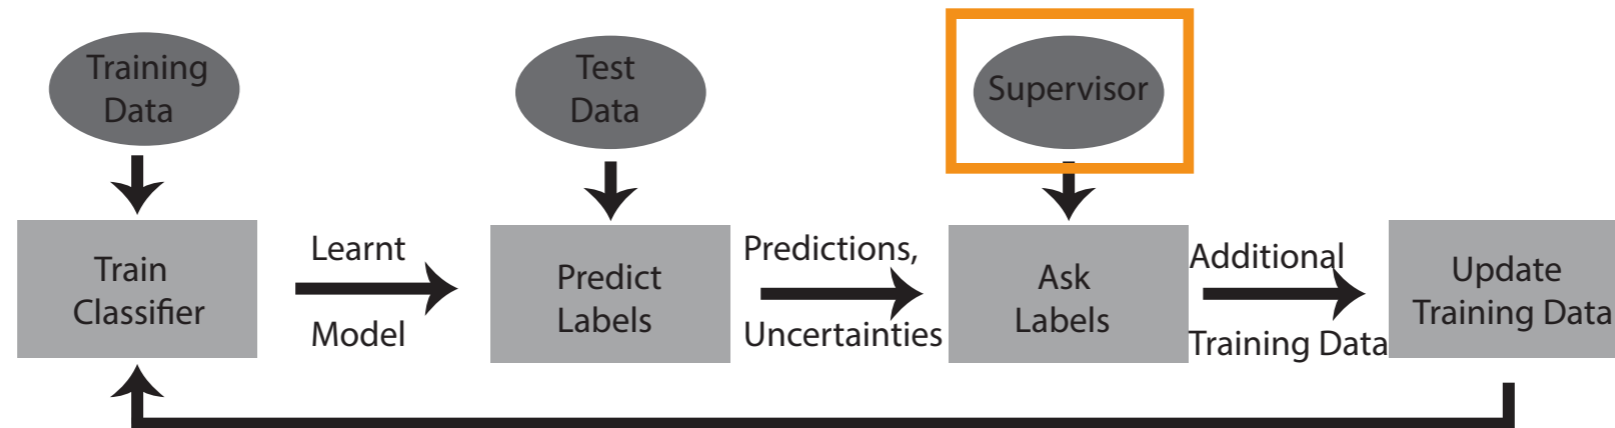 Training
Data
Test
Data
Supervisor
Train
Classifier
Learnt
Model
Predict
Labels
Predictions,
Uncertainties
Ask
Labels
Additional
Training Data
Update
Training Data